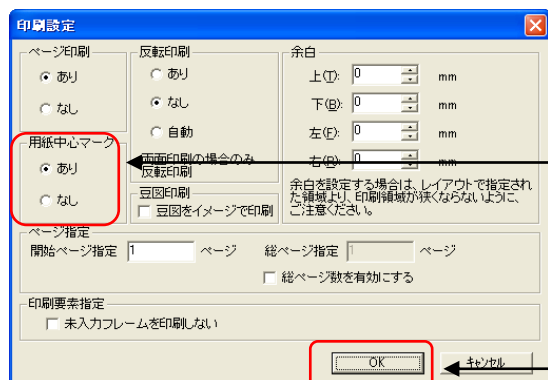 印刷設定
ページ印刷
あり
なし
用紙中心マーク
あり
なし
反転印刷
あり
なし
自動
両面印刷の場合のみ
反転印刷
豆図印刷
豆図をイメージで印刷
余白
上(T): 0 mm
下(B): 0 mm
左(F): 0 mm
右(R): 0 mm
余白を設定する場合は、レイアウトで指定され
た領域より、印刷領域が狭くならないように、
ご注意ください。
ページ指定
開始ページ指定 1 ページ 総ページ指定 1 ページ
総ページ数を有効にする
印刷要素指定
未入力フレームを印刷しない
OK キャンセル